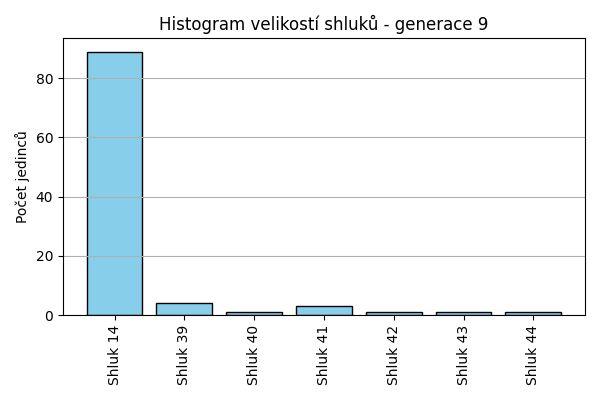 Histogram velikostí shluků - generace 9
Počet jedinců
80
60
40
20
0
Shluk 14
Shluk 39
Shluk 40
Shluk 41
Shluk 42
Shluk 43
Shluk 44